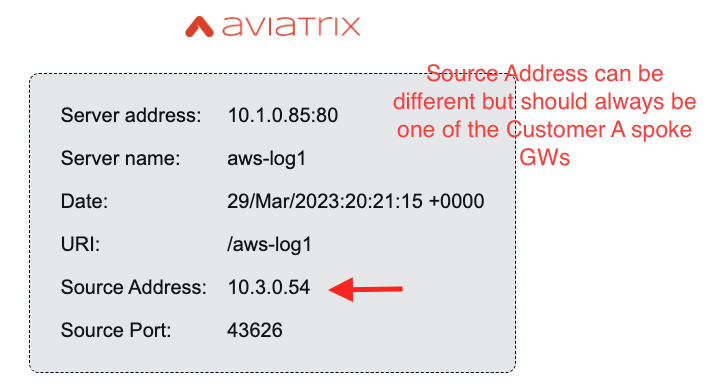 aviatrix
Source Address can be
different but should always be
one of the Customer A spoke
GWs
Server address: 10.1.0.85:80
Server name: aws-log1
Date: 29/Mar/2023:20:21:15 +0000
URI: /aws-log1
Source Address: 10.3.0.54
Source Port: 43626